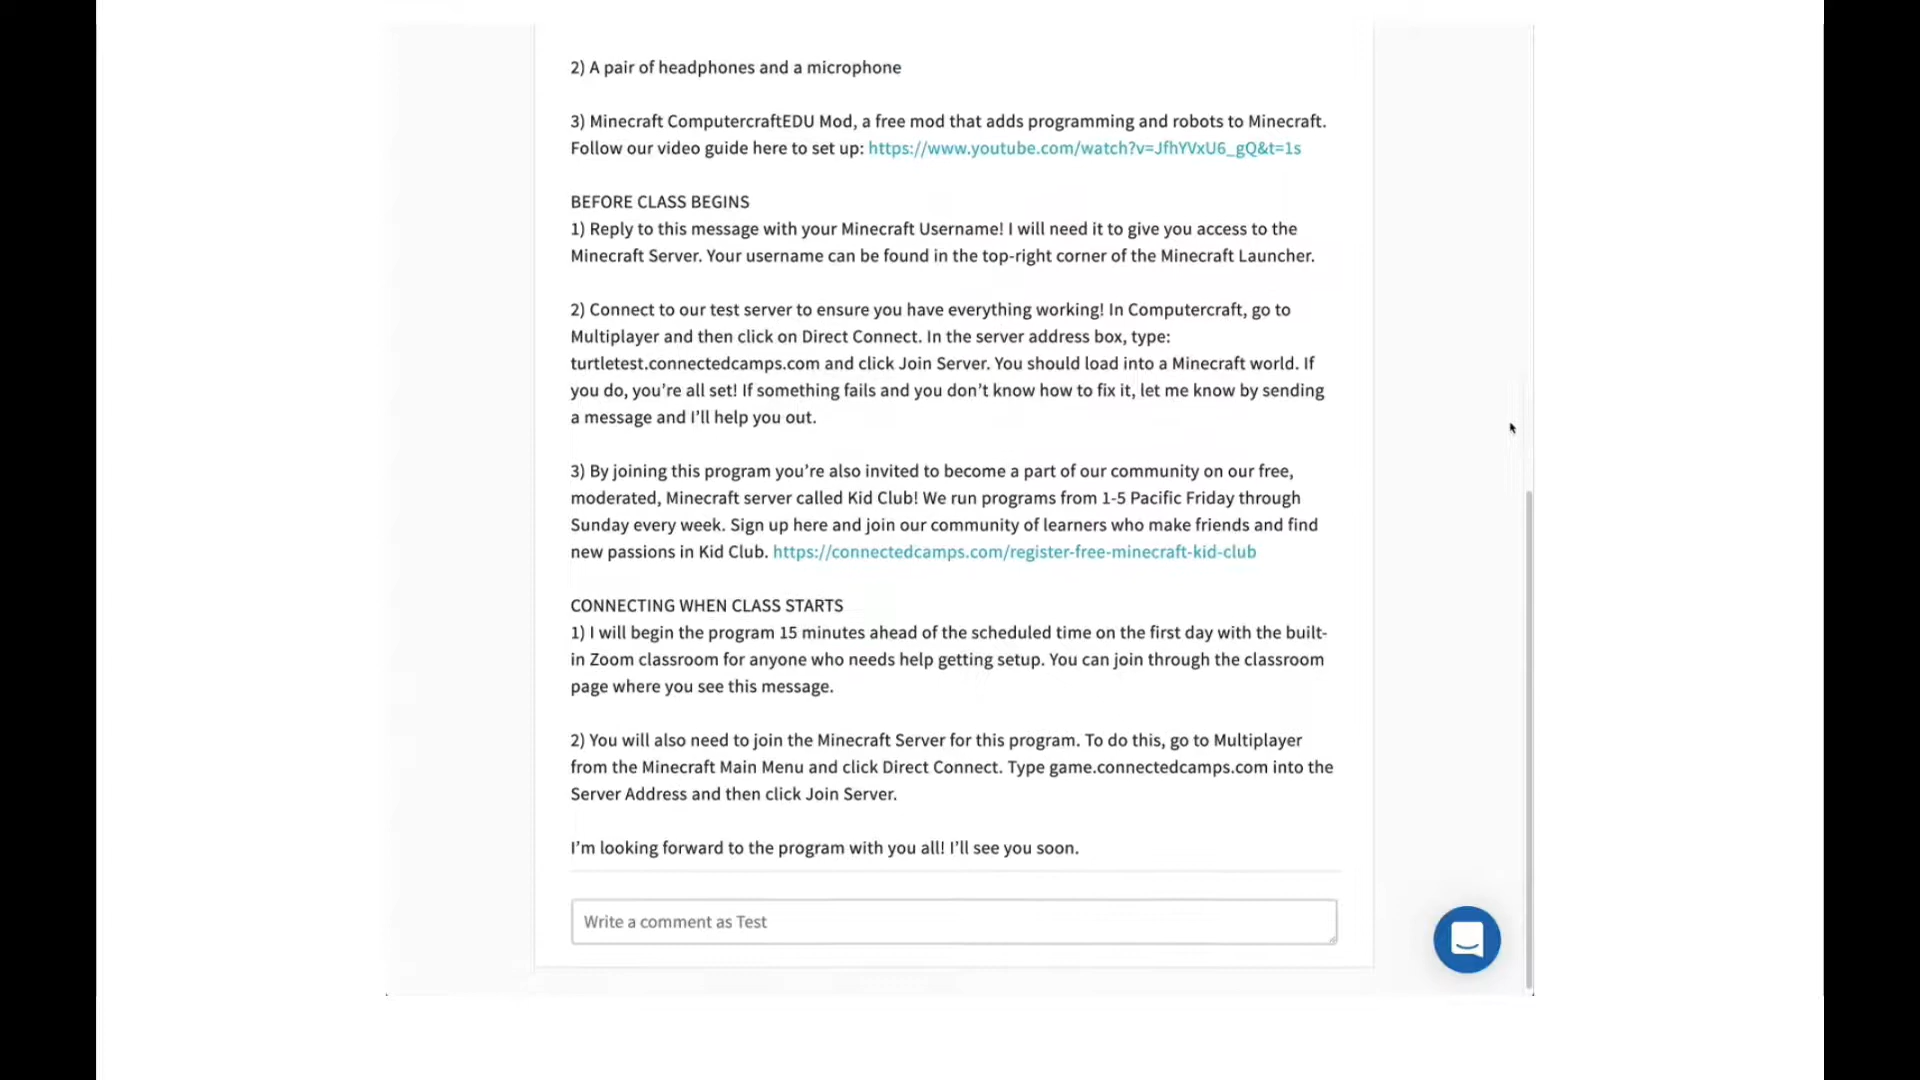 2) A pair of headphones and a microphone
3) Minecraft ComputercraftEDU Mod, a free mod that adds programming and robots to Minecraft.
Follow our video guide here to set up: https://www.youtube.com/watch?v=JfhYVxU6_gQ&t=1s
BEFORE CLASS BEGINS
1) Reply to this message with your Minecraft Username! I will need it to give you access to the
Minecraft Server. Your username can be found in the top-right corner of the Minecraft Launcher.
2) Connect to our test server to ensure you have everything working! In Computercraft, go to
Multiplayer and then click on Direct Connect. In the server address box, type:
turtletest.connectedcamps.com and click Join Server. You should load into a Minecraft world. If
you do, you’re all set! If something fails and you don’t know how to fix it, let me know by sending
a message and I’ll help you out.
3) By joining this program you’re also invited to become a part of our community on our free,
moderated, Minecraft server called Kid Club! We run programs from 1-5 Pacific Friday through
Sunday every week. Sign up here and join our community of learners who make friends and find
new passions in Kid Club. https://connectedcamps.com/register-free-minecraft-kid-club
CONNECTING WHEN CLASS STARTS
1) I will begin the program 15 minutes ahead of the scheduled time on the first day with the built-
in Zoom classroom for anyone who needs help getting setup. You can join through the classroom
page where you see this message.
2) You will also need to join the Minecraft Server for this program. To do this, go to Multiplayer
from the Minecraft Main Menu and click Direct Connect. Type game.connectedcamps.com into the
Server Address and then click Join Server.
I’m looking forward to the program with you all! I’ll see you soon.
Write a comment as Test